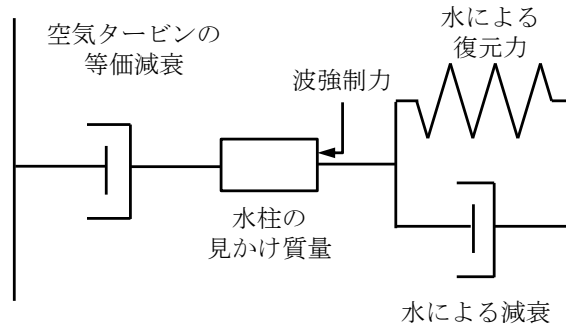 空気タービンの
等価減衰
水による
復元力
波強制力
水柱の
見かけ質量
水による減衰